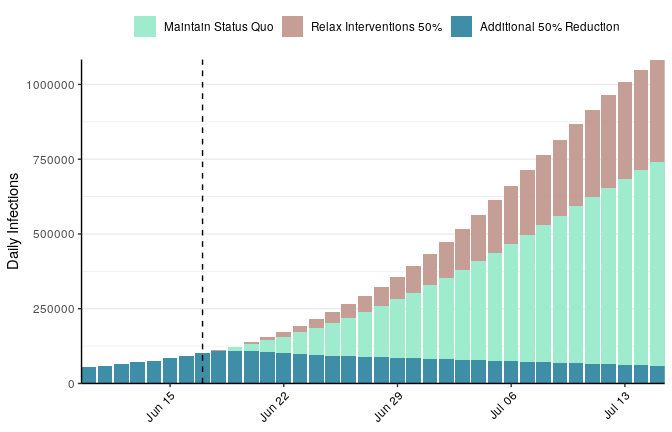 Maintain Status Quo Relax Interventions 50% Additional 50% Reduction
Daily Infections
1000000
750000
500000
250000
0
Jun 15 Jun 22 Jun 29 Jul 06 Jul 13